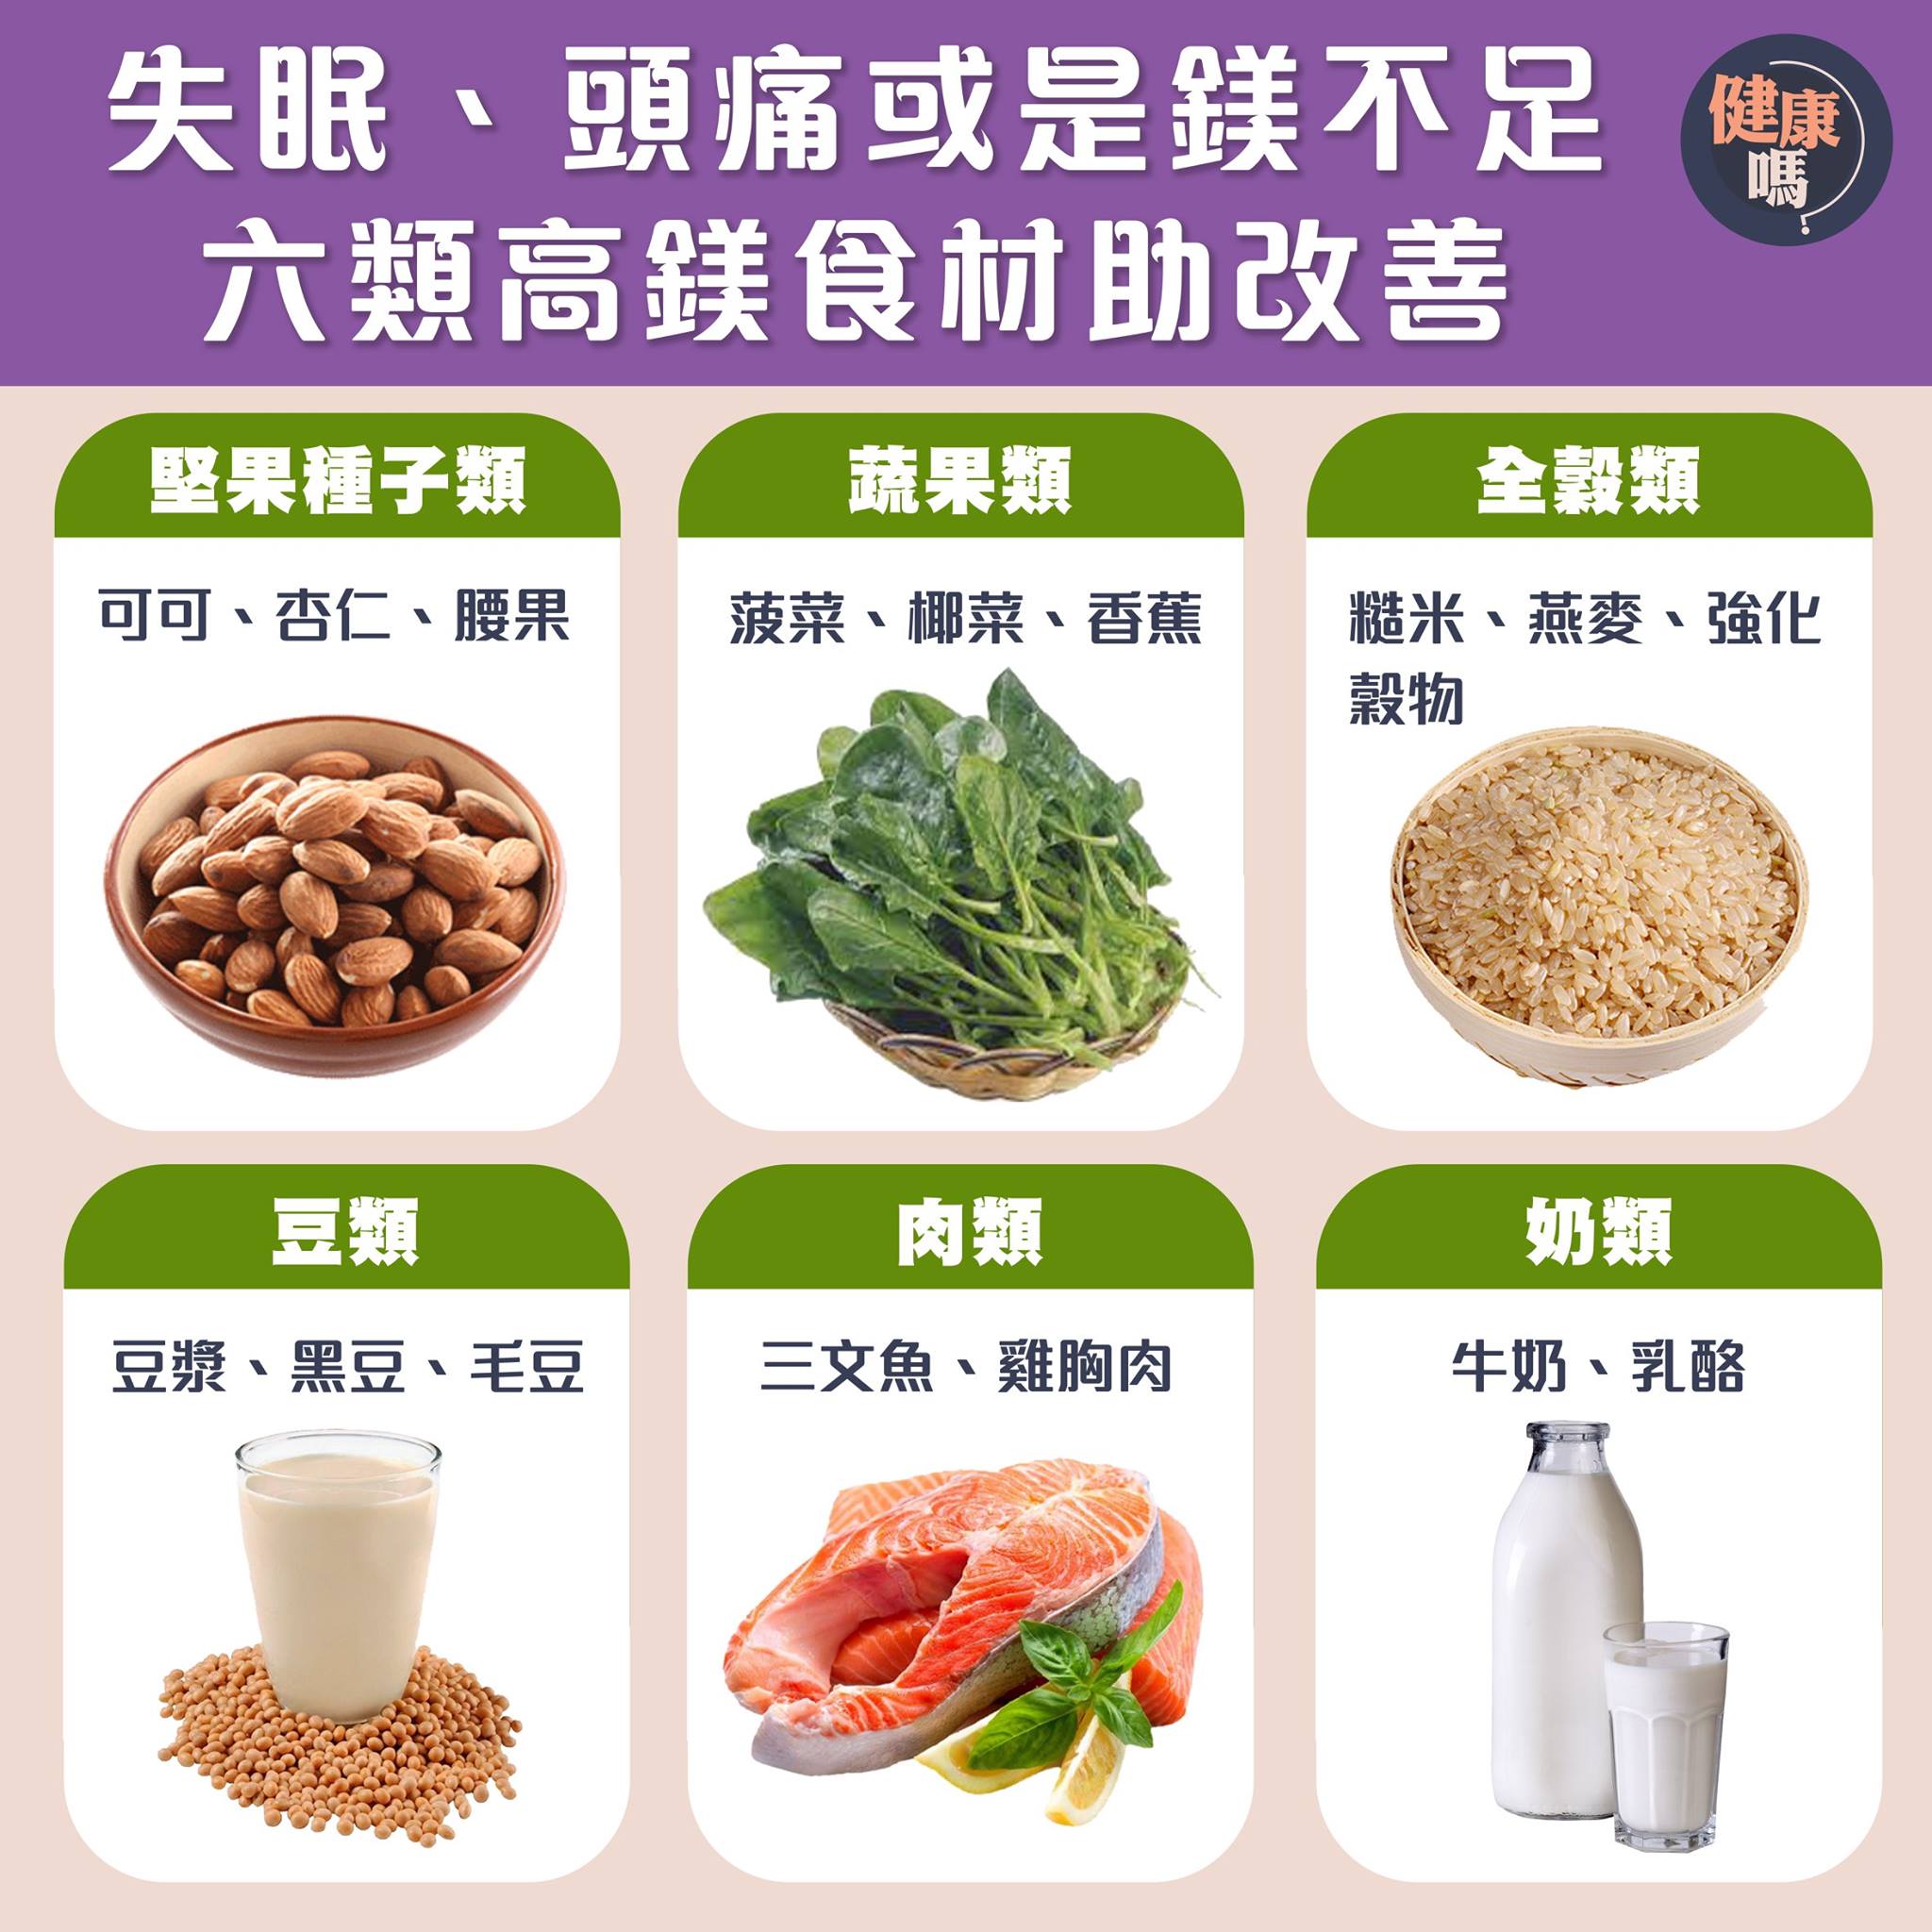 失眠、頭痛或是鎂不足
六類高鎂食材助改善
健康
嗎?
堅果種子類
可可、杏仁、腰果
蔬果類
菠菜、椰菜、香蕉
全穀類
糙米、燕麥、強化
穀物
豆類
豆漿、黑豆、毛豆
肉類
三文魚、雞胸肉
奶類
牛奶、乳酪